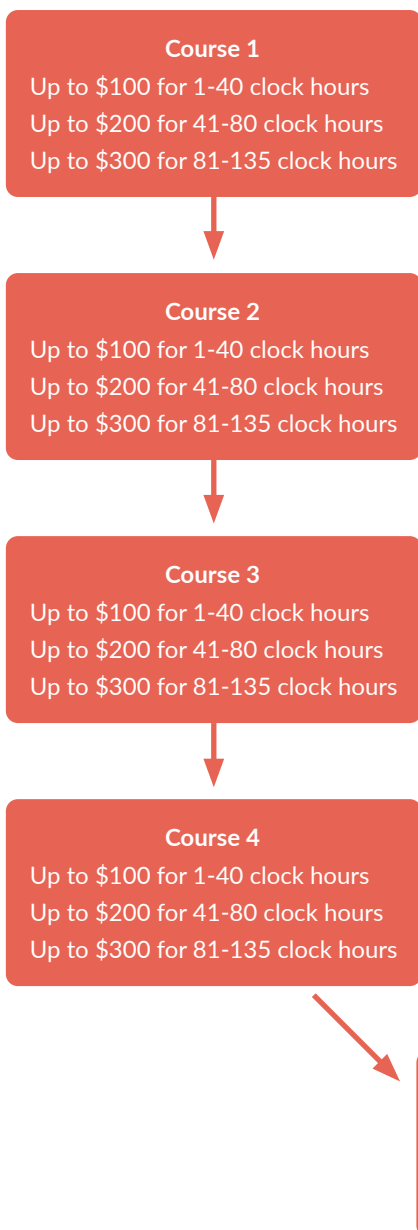 Course 1
Up to $100 for 1-40 clock hours
Up to $200 for 41-80 clock hours
Up to $300 for 81-135 clock hours
Course 2
Up to $100 for 1-40 clock hours
Up to $200 for 41-80 clock hours
Up to $300 for 81-135 clock hours
Course 3
Up to $100 for 1-40 clock hours
Up to $200 for 41-80 clock hours
Up to $300 for 81-135 clock hours
Course 4
Up to $100 for 1-40 clock hours
Up to $200 for 41-80 clock hours
Up to $300 for 81-135 clock hours